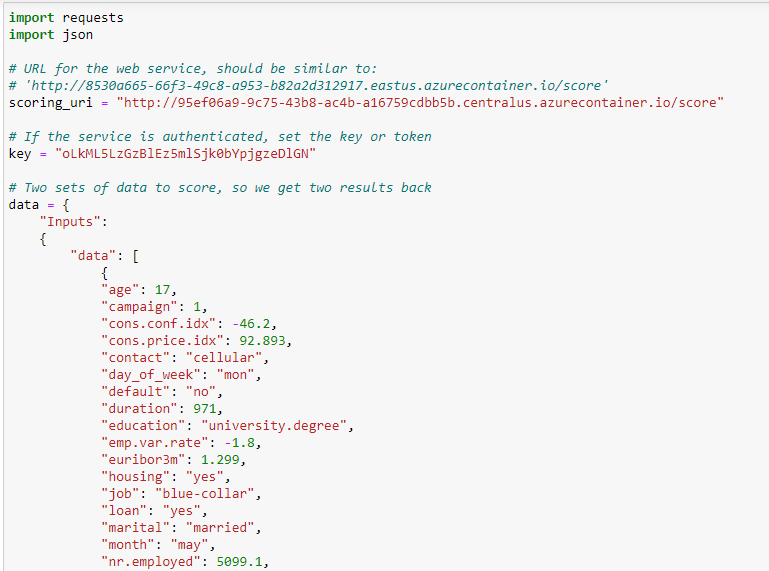 import requests
import json
# URL for the web service, should be similar to:
# 'http://8530a665-66f3-49c8-a953-b82a2d312917.eastus.azurecontainer.io/score'
scoring_uri = "http://95ef06a9-9c75-43b8-ac4b-a16759cdbb5b.centralus.azurecontainer.io/score"
# If the service is authenticated, set the key or token
key = "oLkML5LzGzBlEz5mlSjk0bYpjgzeDlGN"
# Two sets of data to score, so we get two results back
data = {
    "Inputs":
    {
        "data": [
            {
            "age": 17,
            "campaign": 1,
            "cons.conf.idx": -46.2,
            "cons.price.idx": 92.893,
            "contact": "cellular",
            "day_of_week": "mon",
            "default": "no",
            "duration": 971,
            "education": "university.degree",
            "emp.var.rate": -1.8,
            "euribor3m": 1.299,
            "housing": "yes",
            "job": "blue-collar",
            "loan": "yes",
            "marital": "married",
            "month": "may",
            "nr.employed": 5099.1,